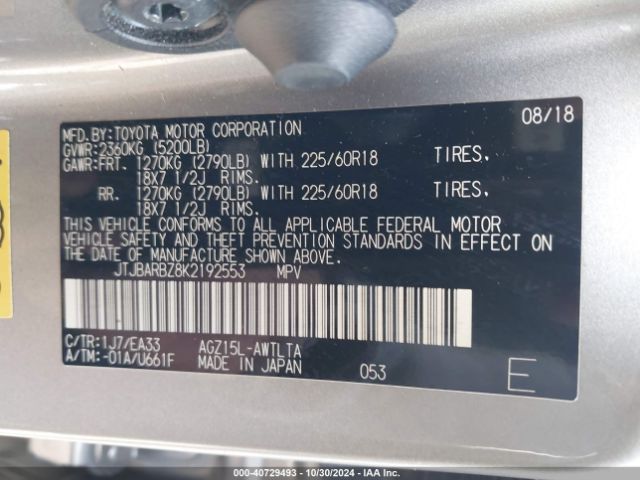 08/18
MFD.BY:TOYOTA MOTOR CORPORATION
GVWR:2360KG (5200LB)
GAWR:FRT. 1270KG (2790LB) WITH 225/60R18 TIRES,
18X7 1/2J RIMS.
RR. 1270KG (2790LB) WITH 225/60R18 TIRES,
18X7 1/2J RIMS.
THIS VEHICLE CONFORMS TO ALL APPLICABLE FEDERAL MOTOR
VEHICLE SAFETY AND THEFT PREVENTION STANDARDS IN EFFECT ON
THE DATE OF MANUFACTURE SHOWN ABOVE.
JTJBARBZ8K2192553 MPV
C/TR:1J7/EA33 AGZ15L-AWTLTA
A/TM:-01A/U661F MADE IN JAPAN 053 E
000-40729493 - 10/30/2024 - IAAI.COM